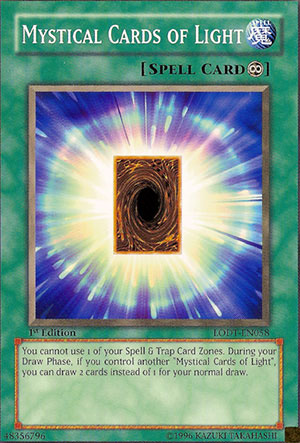 MYSTICAL CARDS OF LIGHT
[SPELL CARD]
1st Edition
LODT-EN058
You cannot use 1 of your Spell & Trap Card Zones. During your
Draw Phase, if you control another "Mystical Cards of Light",
you can draw 2 cards instead of 1 for your normal draw.
48356796
©1996 KAZUKI TAKAHASHI